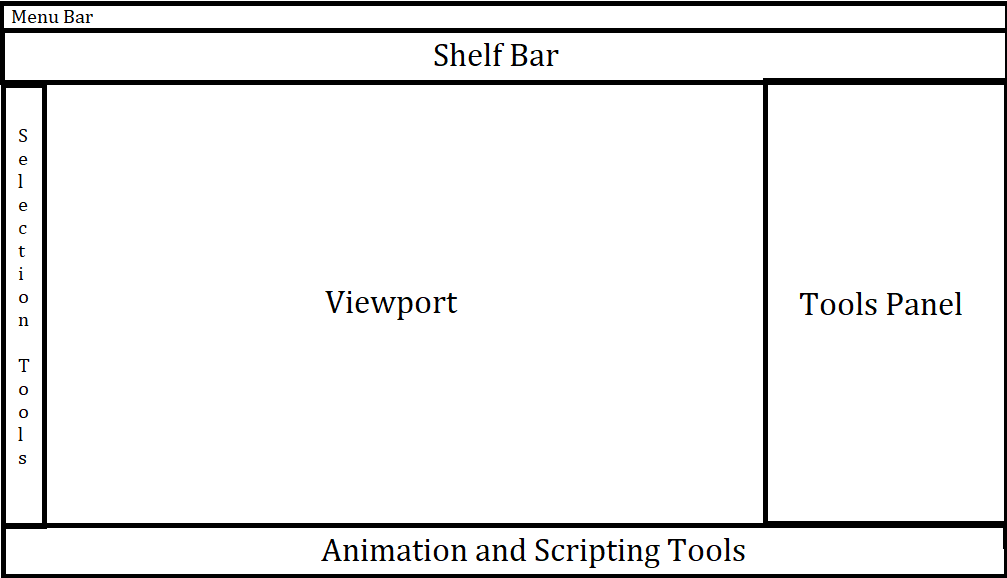 Menu Bar
Shelf Bar
Selection Tools
Viewport
Tools Panel
Animation and Scripting Tools